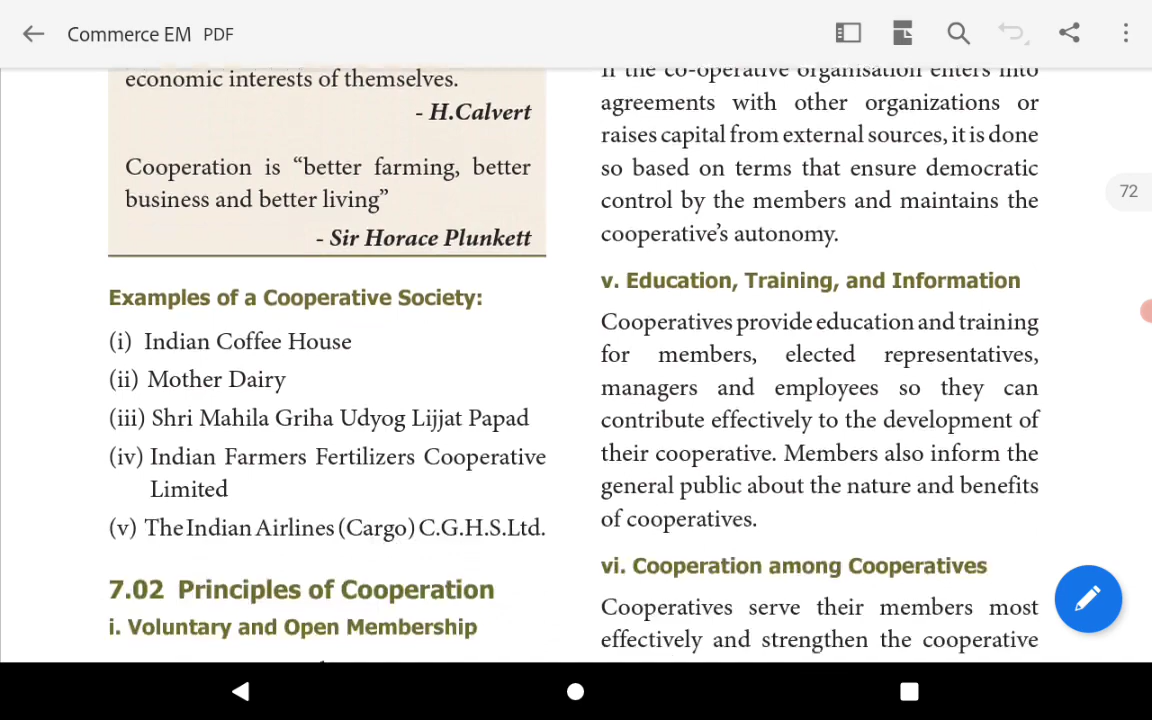 Commerce EM PDF
economic interests of themselves.
- H.Calvert
Cooperation is “better farming, better
business and better living”
- Sir Horace Plunkett
Examples of a Cooperative Society:
(i) Indian Coffee House
(ii) Mother Dairy
(iii) Shri Mahila Griha Udyog Lijjat Papad
(iv) Indian Farmers Fertilizers Cooperative
Limited
(v) The Indian Airlines (Cargo) C.G.H.S.Ltd.
7.02 Principles of Cooperation
i. Voluntary and Open Membership
If the co-operative organisation enters into
agreements with other organizations or
raises capital from external sources, it is done
so based on terms that ensure democratic
control by the members and maintains the
cooperative’s autonomy.
v. Education, Training, and Information
Cooperatives provide education and training
for members, elected representatives,
managers and employees so they can
contribute effectively to the development of
their cooperative. Members also inform the
general public about the nature and benefits
of cooperatives.
vi. Cooperation among Cooperatives
Cooperatives serve their members most
effectively and strengthen the cooperative
72